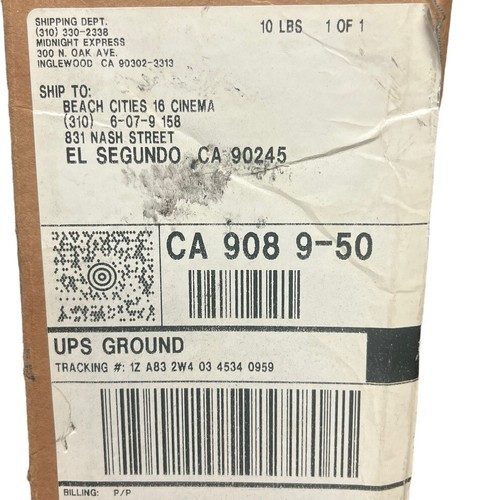 SHIPPING DEPT.
(310) 330-2338
MIDNIGHT EXPRESS
300 N. OAK AVE.
INGLEWOOD CA 90302-3313
10 LBS 1 OF 1
SHIP TO:
BEACH CITIES 16 CINEMA
(310) 6-07-9 158
831 NASH STREET
EL SEGUNDO CA 90245
CA 908 9-50
UPS GROUND
TRACKING #: 1Z A83 2W4 03 4534 0959
BILLING: P/P